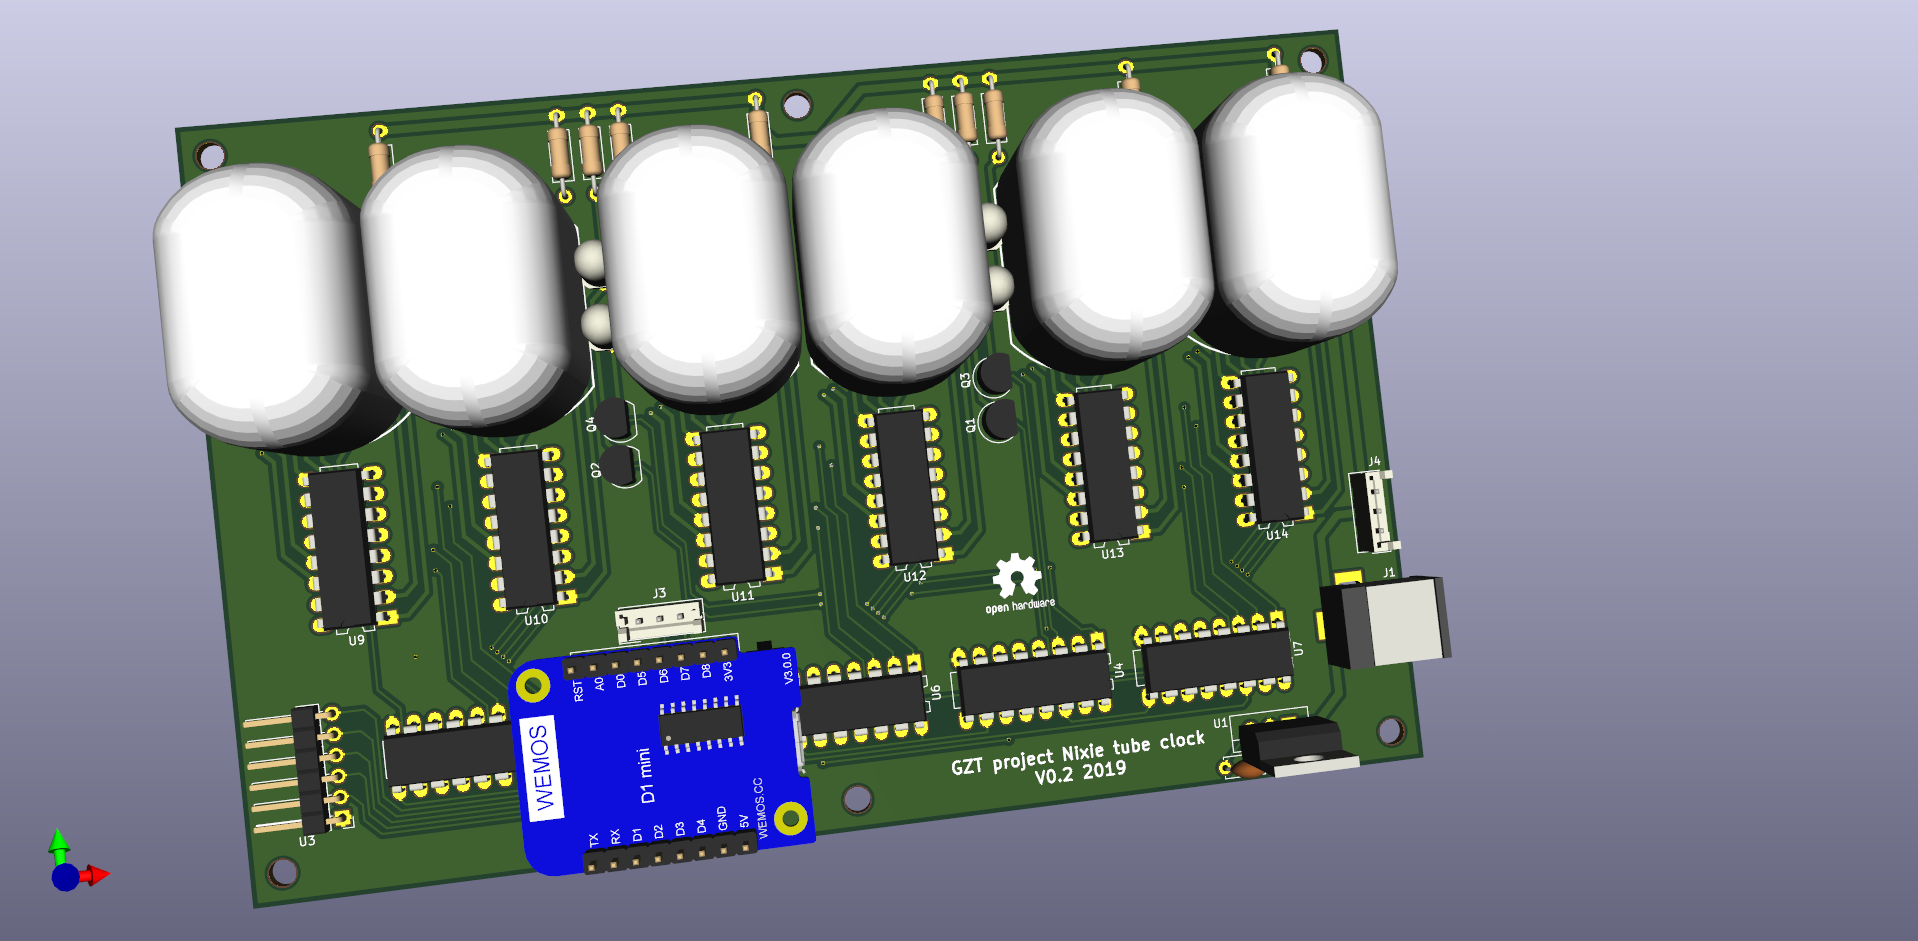 Q4
Q2
Q3
Q1
J4
U9
U10
U11
U12
U13
U14
J3
J1
open hardware
RST
A0
D0
D5
D6
D7
D8
3V3
V3.0.0
WEMOS
D1 mini
WEMOS.CC
TX
RX
D1
D2
D3
D4
GND
5V
U6
U4
U7
U1
U3
GZT project Nixie tube clock
V0.2 2019